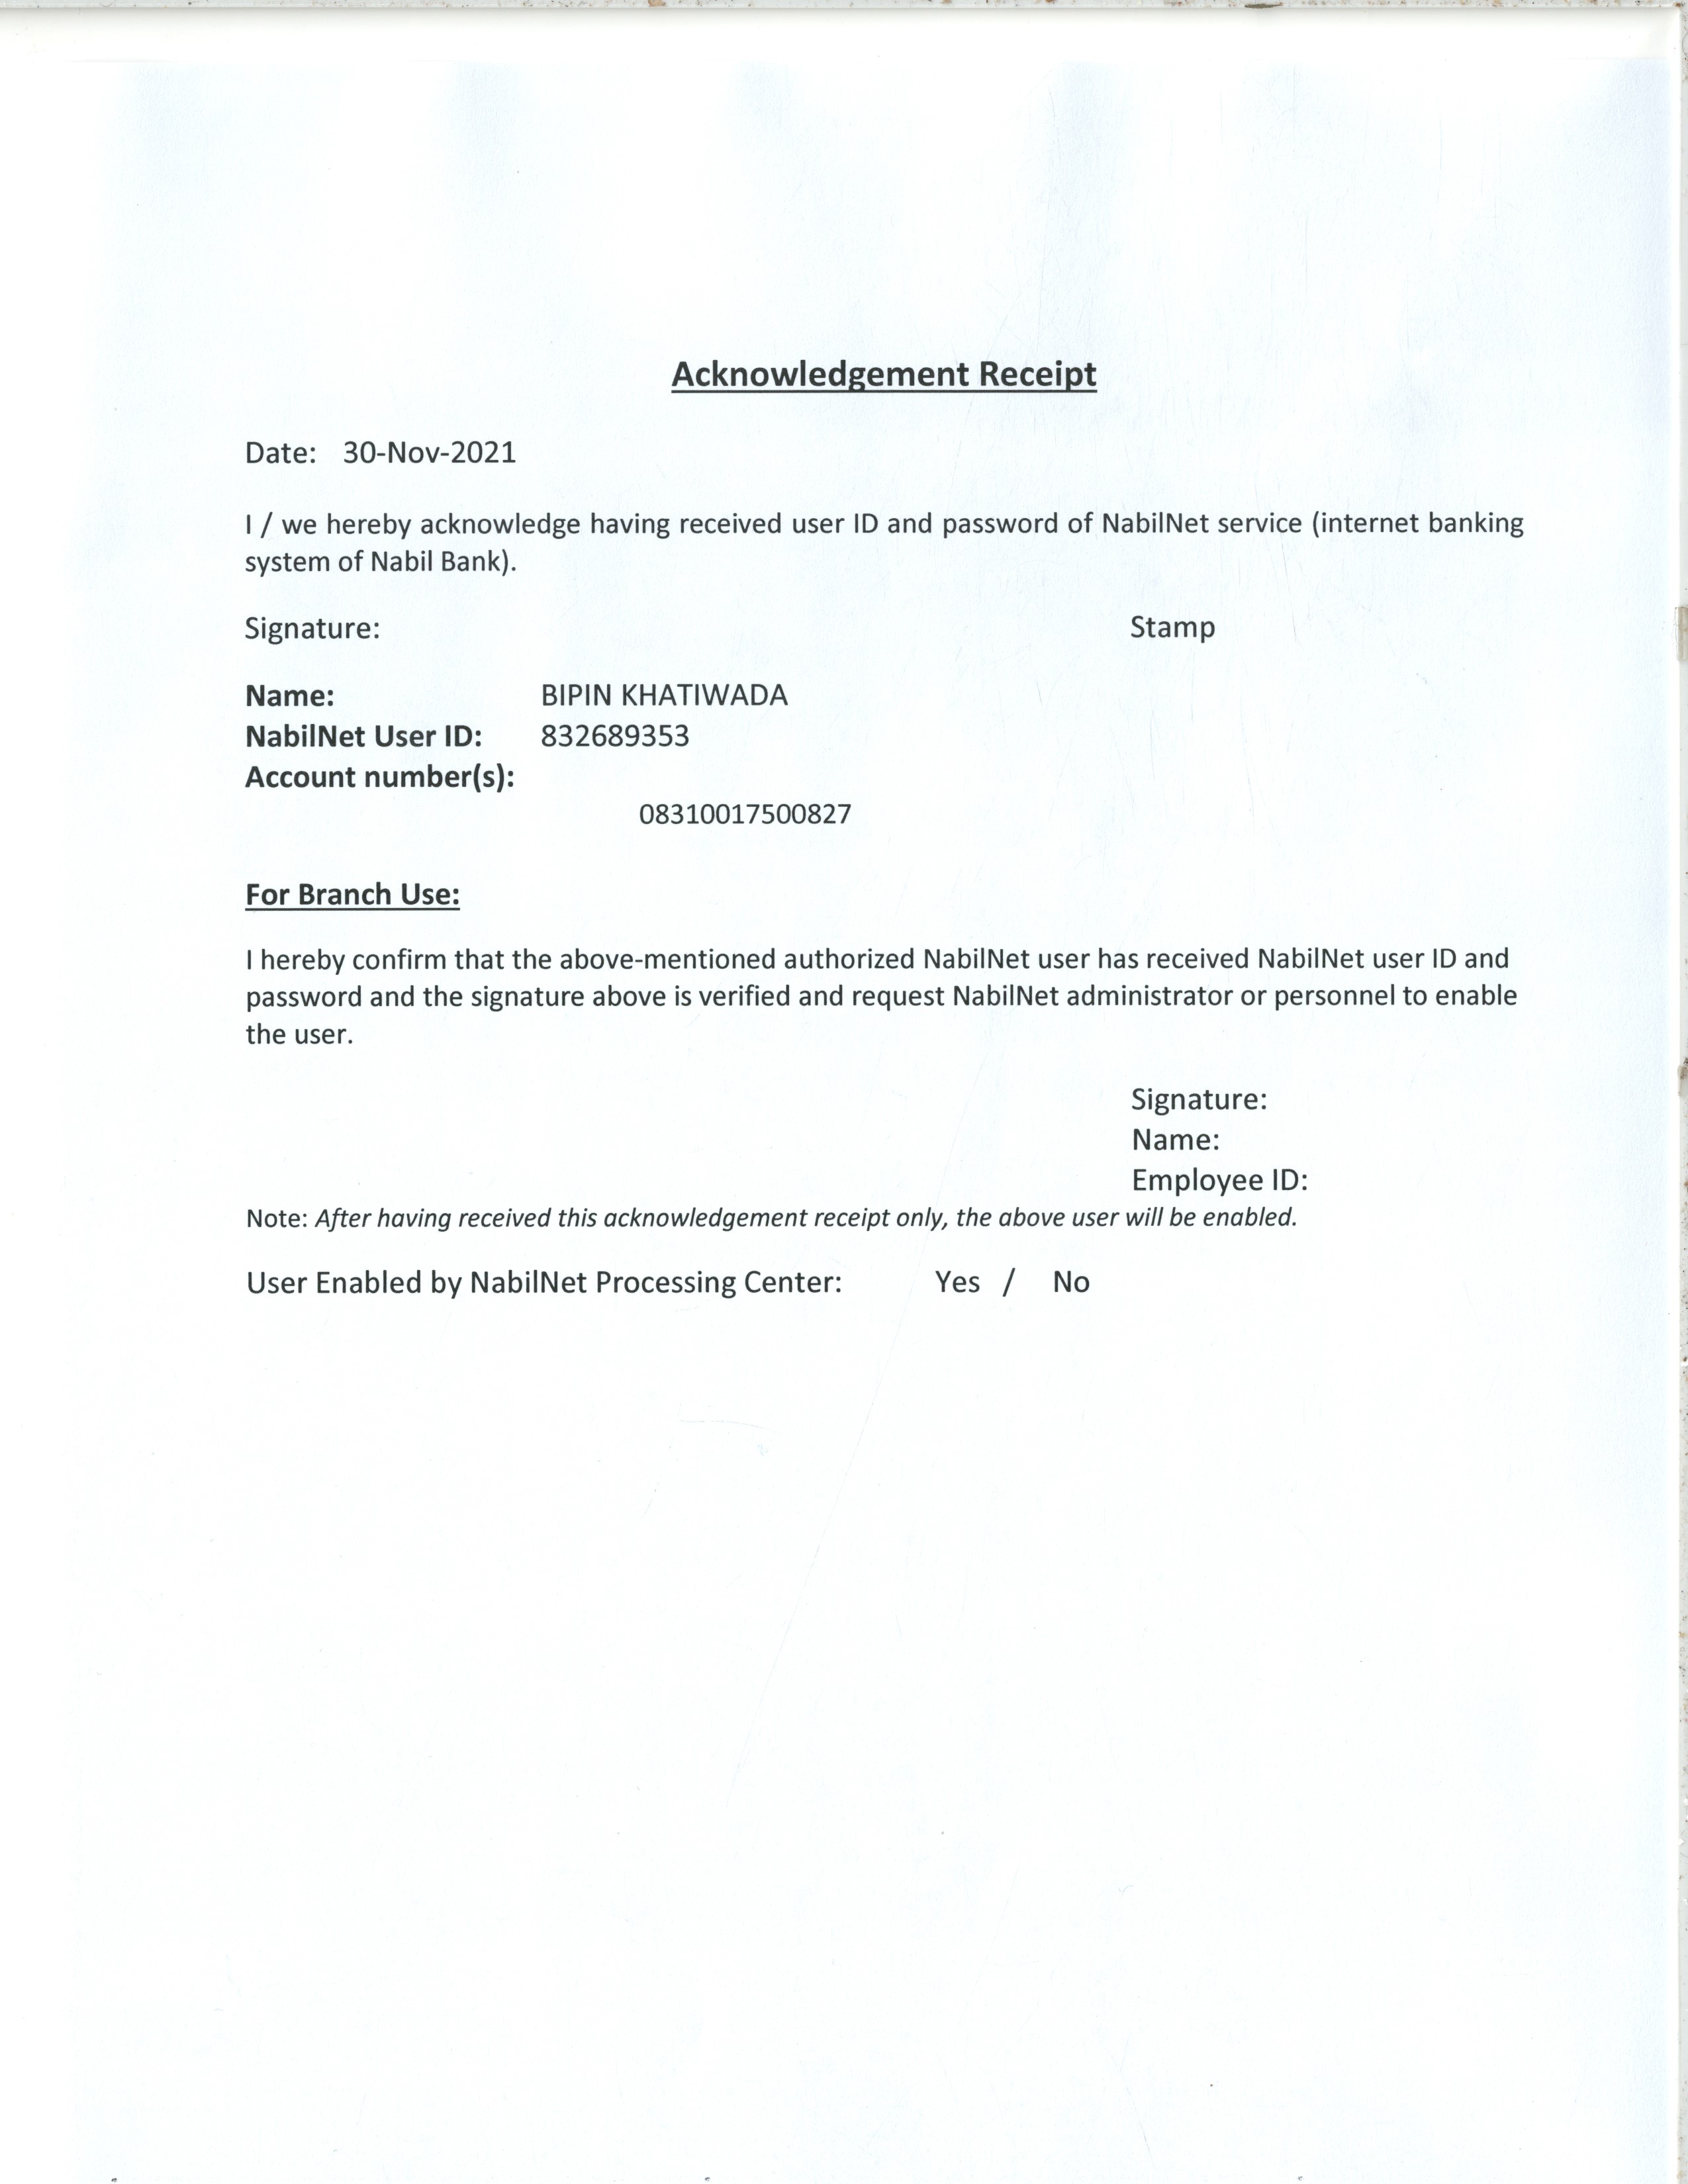 Acknowledgement Receipt
Date: 30-Nov-2021
I / we hereby acknowledge having received user ID and password of NabilNet service (internet banking
system of Nabil Bank).
Signature: Stamp
Name: BIPIN KHATIWADA
NabilNet User ID: 832689353
Account number(s):
08310017500827
For Branch Use:
I hereby confirm that the above-mentioned authorized NabilNet user has received NabilNet user ID and
password and the signature above is verified and request NabilNet administrator or personnel to enable
the user.
Signature:
Name:
Employee ID:
Note: After having received this acknowledgement receipt only, the above user will be enabled.
User Enabled by NabilNet Processing Center: Yes / No